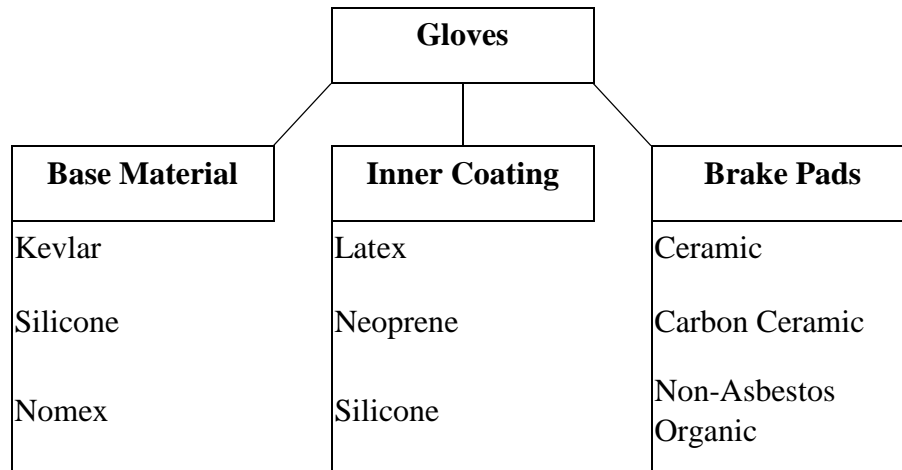 Gloves
Base Material
Kevlar
Silicone
Nomex
Inner Coating
Latex
Neoprene
Silicone
Brake Pads
Ceramic
Carbon Ceramic
Non-Asbestos
Organic